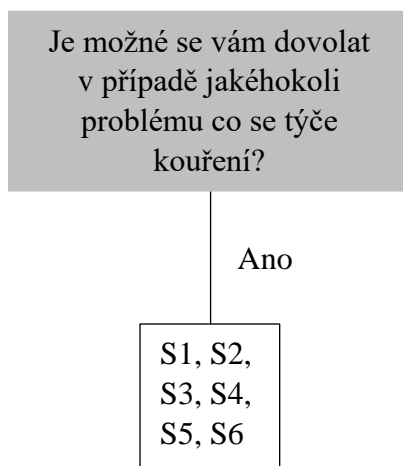 Je možné se vám dovolat
v případě jakéhokoli
problému co se týče
kouření?
Ano
S1, S2,
S3, S4,
S5, S6